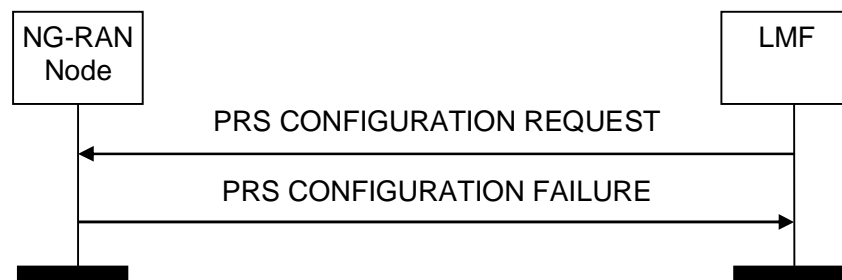 NG-RAN
Node
LMF
PRS CONFIGURATION REQUEST
PRS CONFIGURATION FAILURE